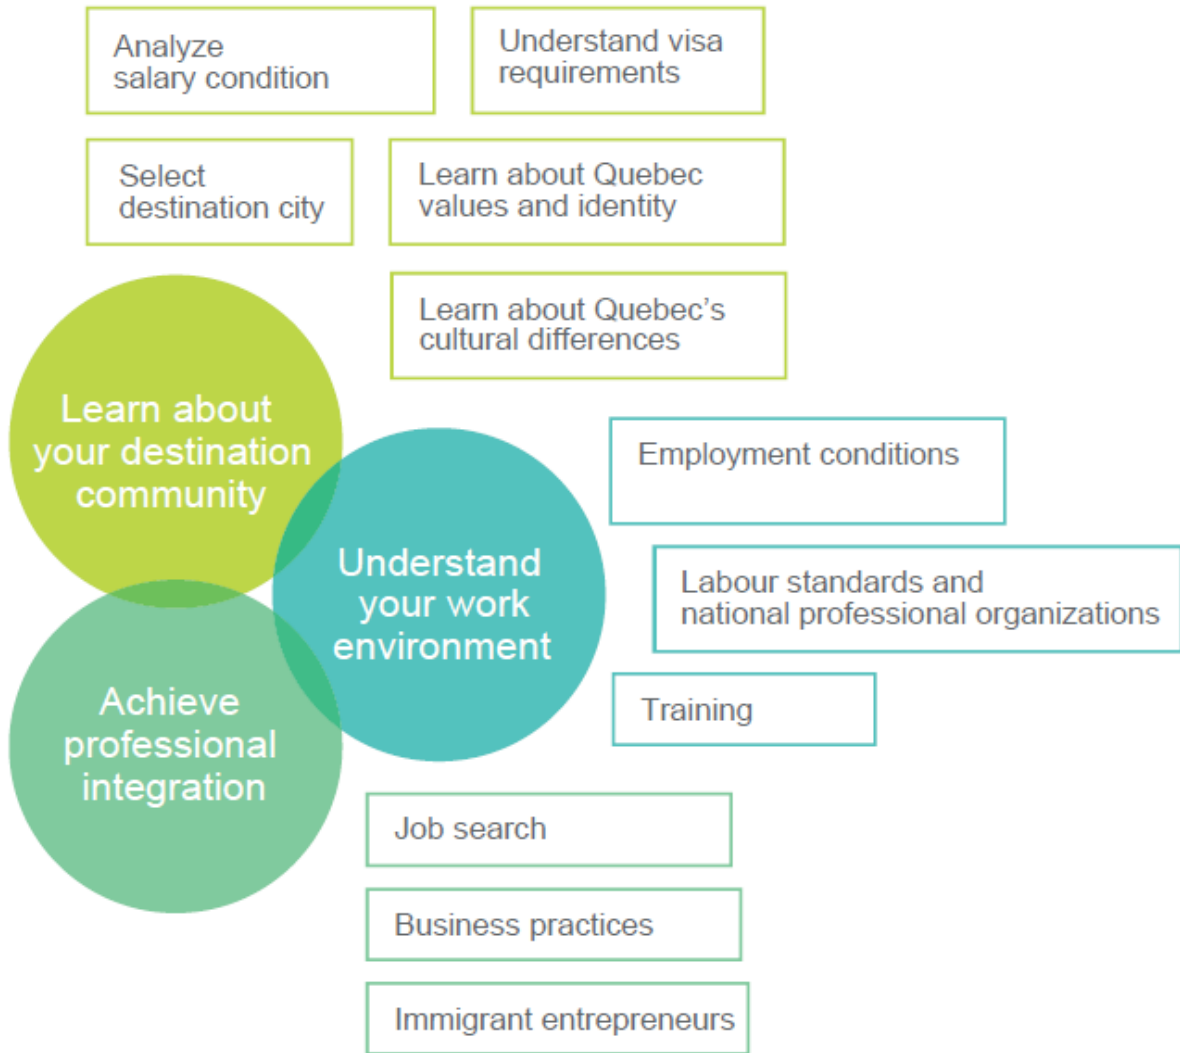 Analyze
salary condition
Understand visa
requirements
Select
destination city
Learn about Quebec
values and identity
Learn about Quebec’s
cultural differences
Learn about
your destination
community
Employment conditions
Understand
your work
environment
Labour standards and
national professional organizations
Training
Achieve
professional
integration
Job search
Business practices
Immigrant entrepreneurs